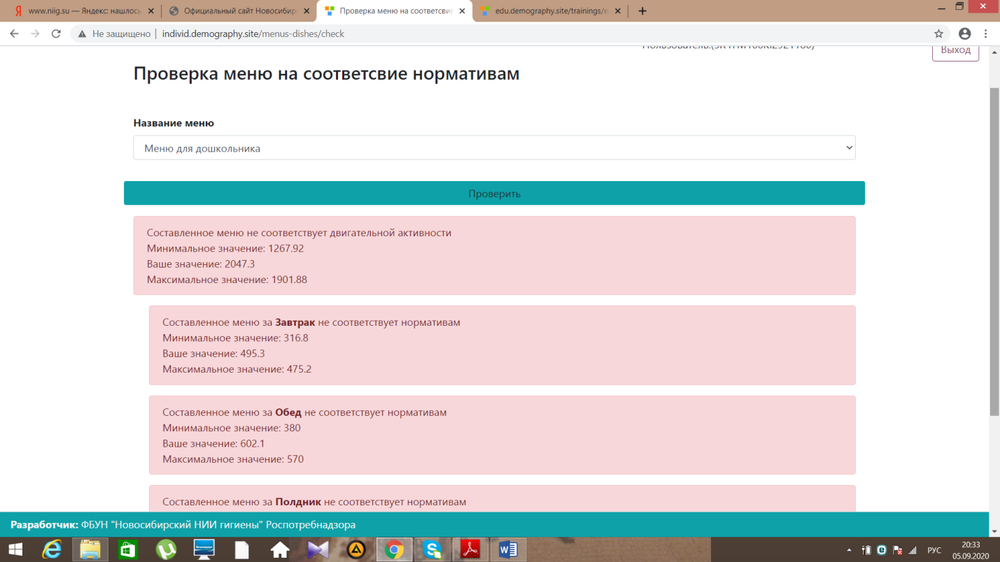 www.niig.su — Яндекс: нашлось
Официальный сайт Новосибир
Проверка меню на соответсвие
edu.demography.site/trainings/e
Не защищено
individ.demography.site/menus-dishes/check
Выход
Проверка меню на соответсвие нормативам
Название меню
Меню для дошкольника
Проверить
Составленное меню не соответствует двигательной активности
Минимальное значение: 1267.92
Ваше значение: 2047.3
Максимальное значение: 1901.88
Составленное меню за Завтрак не соответствует нормативам
Минимальное значение: 316.8
Ваше значение: 495.3
Максимальное значение: 475.2
Составленное меню за Обед не соответствует нормативам
Минимальное значение: 380
Ваше значение: 602.1
Максимальное значение: 570
Составленное меню за Полдник не соответствует нормативам
Разработчик: ФБУН "Новосибирский НИИ гигиены" Роспотребнадзора
РУС
20:33
05.09.2020